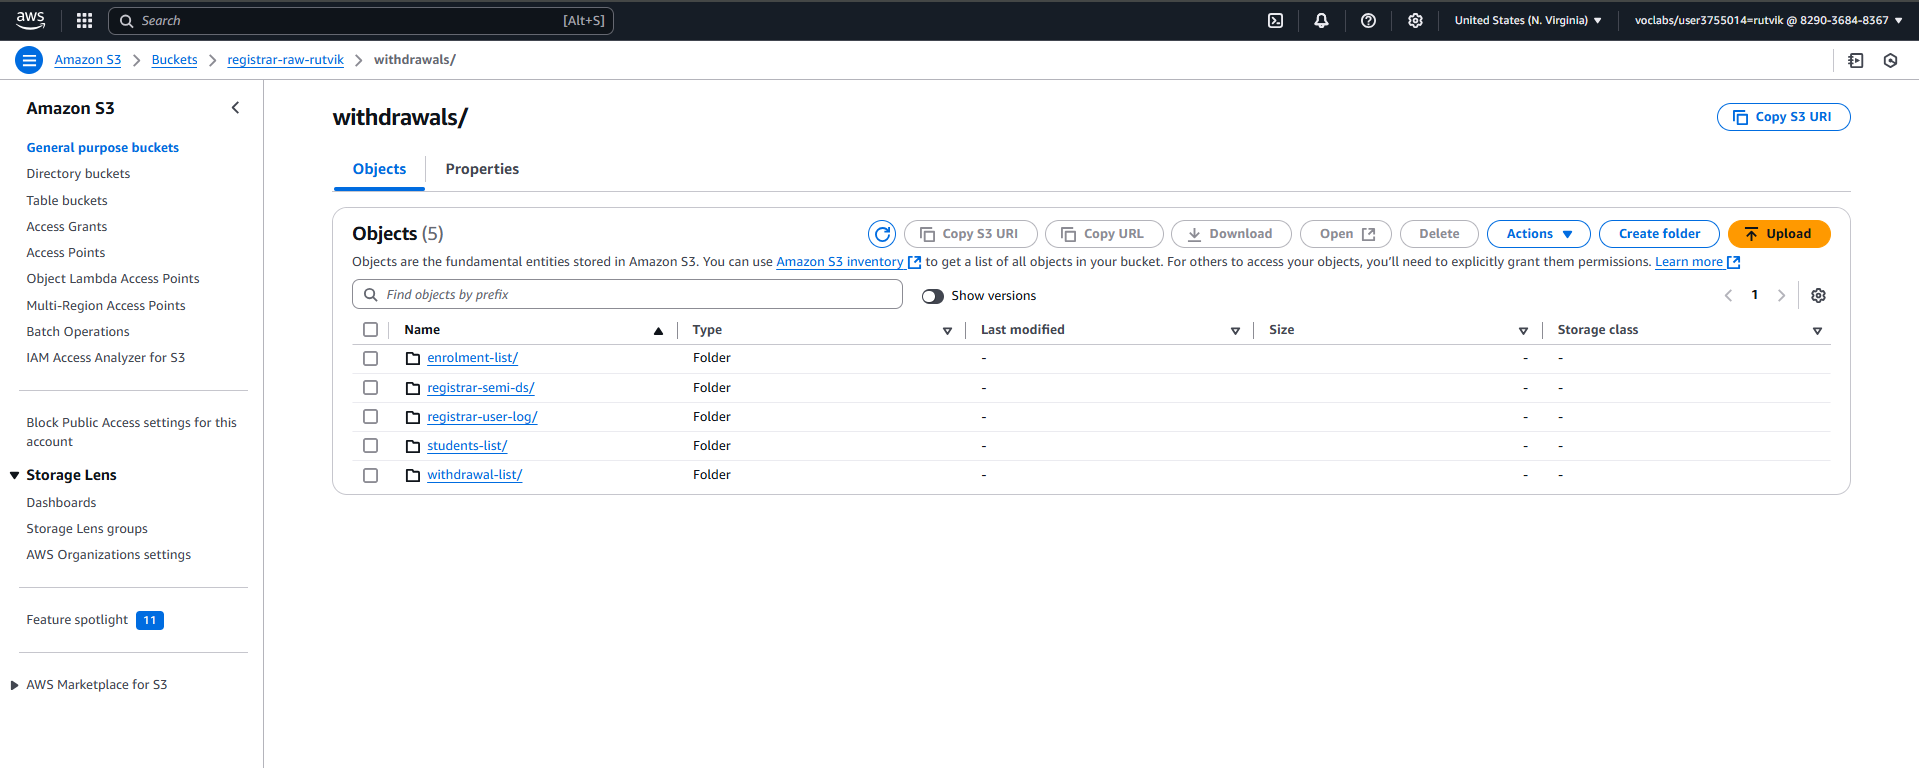 aws Search [Alt+S] United States (N. Virginia) voclabs/user3755014=rutvik @ 8290-3684-8367
Amazon S3 Buckets registrar-raw-rutvik withdrawals/
Amazon S3
General purpose buckets
Directory buckets
Table buckets
Access Grants
Access Points
Object Lambda Access Points
Multi-Region Access Points
Batch Operations
IAM Access Analyzer for S3
Block Public Access settings for this
account
Storage Lens
Dashboards
Storage Lens groups
AWS Organizations settings
Feature spotlight 11
AWS Marketplace for S3
withdrawals/
Copy S3 URI
Objects Properties
Objects (5)
Copy S3 URI Copy URL Download Open Delete Actions Create folder Upload
Objects are the fundamental entities stored in Amazon S3. You can use Amazon S3 inventory to get a list of all objects in your bucket. For others to access your objects, you'll need to explicitly grant them permissions. Learn more
Find objects by prefix Show versions 1
Name Type Last modified Size Storage class
enrolment-list/ Folder - - -
registrar-semi-ds/ Folder - - -
registrar-user-log/ Folder - - -
students-list/ Folder - - -
withdrawal-list/ Folder - - -